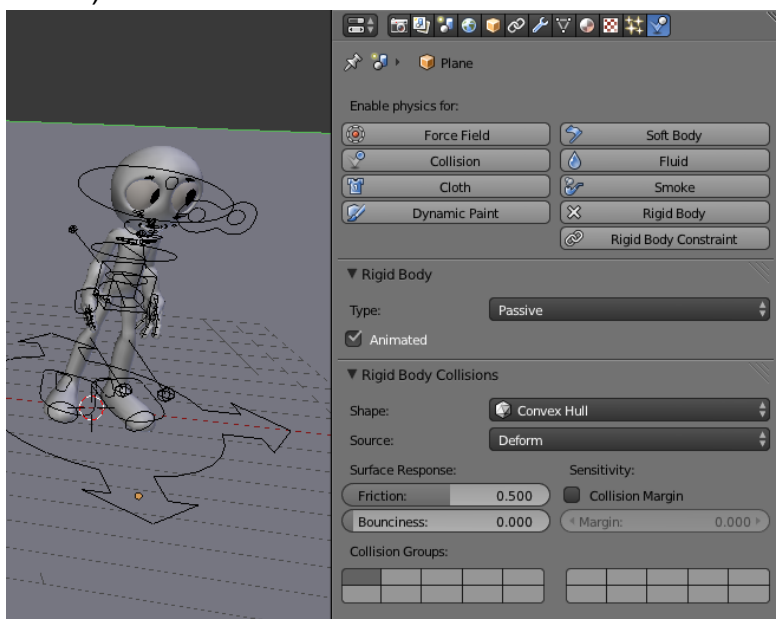 Plane
Enable physics for:
Force Field Soft Body
Collision Fluid
Cloth Smoke
Dynamic Paint Rigid Body
Rigid Body Constraint
Rigid Body
Type: Passive
Animated
Rigid Body Collisions
Shape: Convex Hull
Source: Deform
Surface Response: Sensitivity:
Friction: 0.500 Collision Margin
Bounciness: 0.000 Margin: 0.000
Collision Groups: